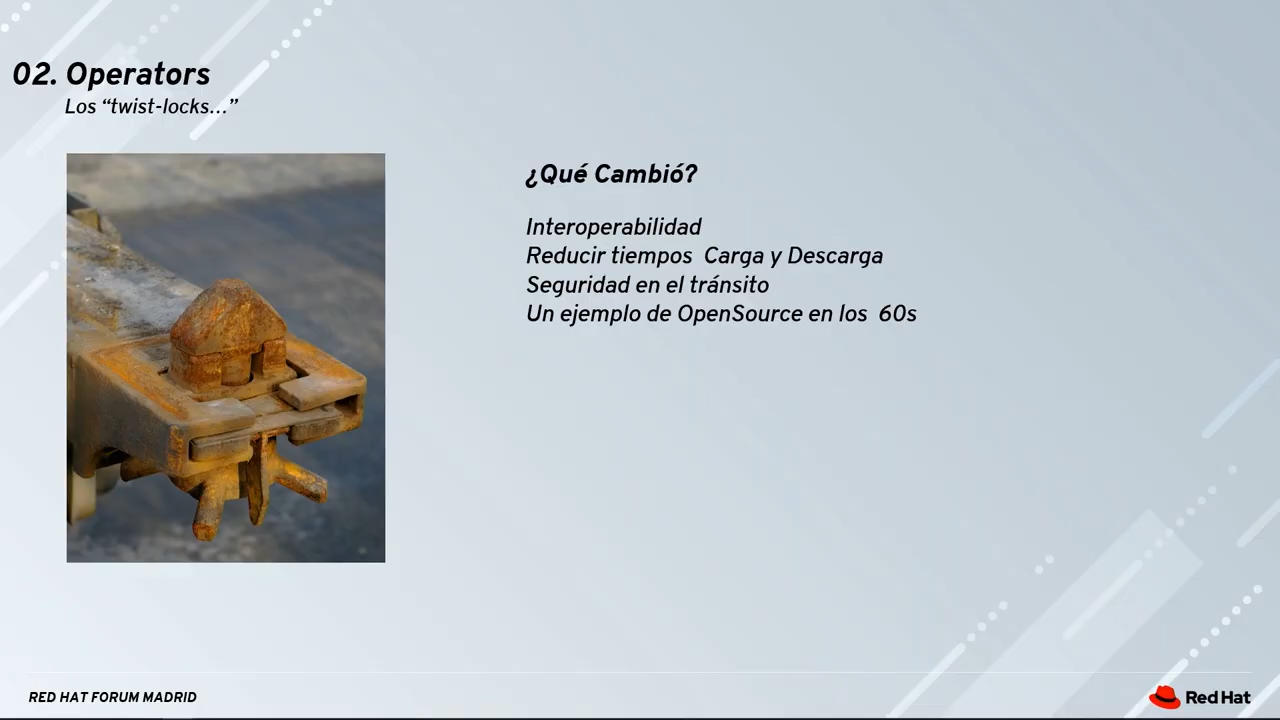 02. Operators
Los “twist-locks...”
¿Qué Cambió?
Interoperabilidad
Reducir tiempos  Carga y Descarga
Seguridad en el tránsito
Un ejemplo de OpenSource en los  60s
RED HAT FORUM MADRID
Red Hat